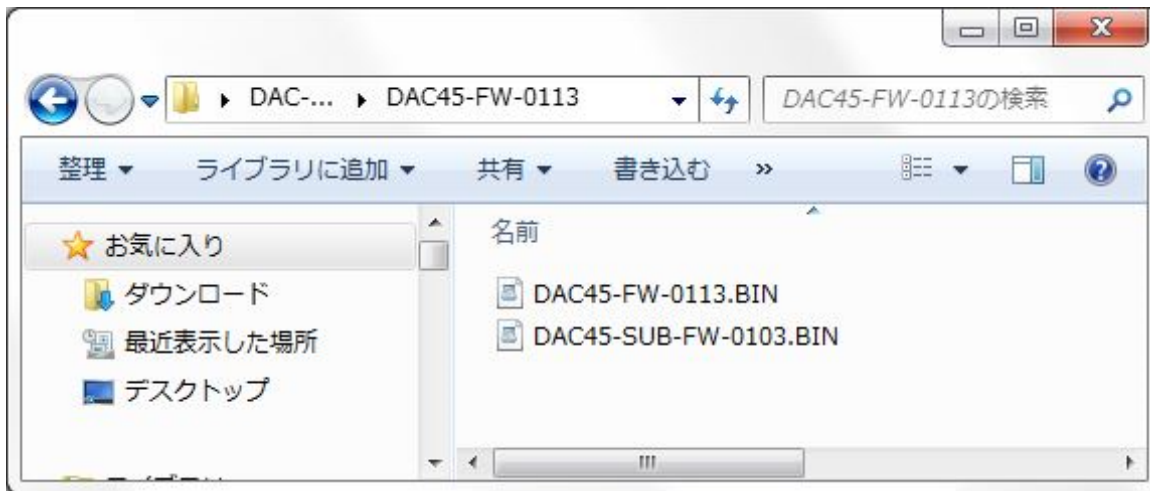 DAC-... DAC45-FW-0113 DAC45-FW-0113の検索
整理 ライブラリに追加 共有 書き込む »
お気に入り
ダウンロード
最近表示した場所
デスクトップ
名前
DAC45-FW-0113.BIN
DAC45-SUB-FW-0103.BIN